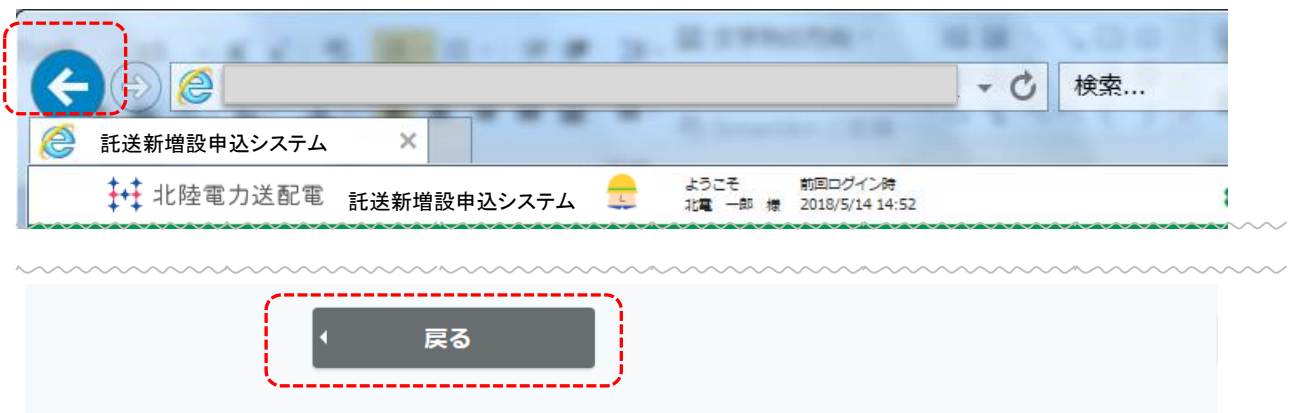 検索...
託送新増設申込システム
北陸電力送配電 託送新増設申込システム
ようこそ 前回ログイン時
北電 一郎 様 2018/5/14 14:52
戻る